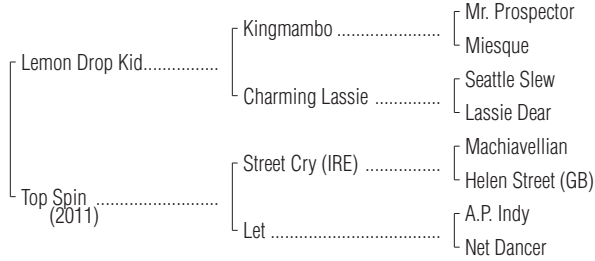 Mr. Prospector
Kingmambo ......................
Miesque
Lemon Drop Kid................
Seattle Slew
Charming Lassie ..............
Lassie Dear
Machiavellian
Street Cry (IRE) ................
Helen Street (GB)
Top Spin ..........................
(2011)
A.P. Indy
Let ....................................
Net Dancer